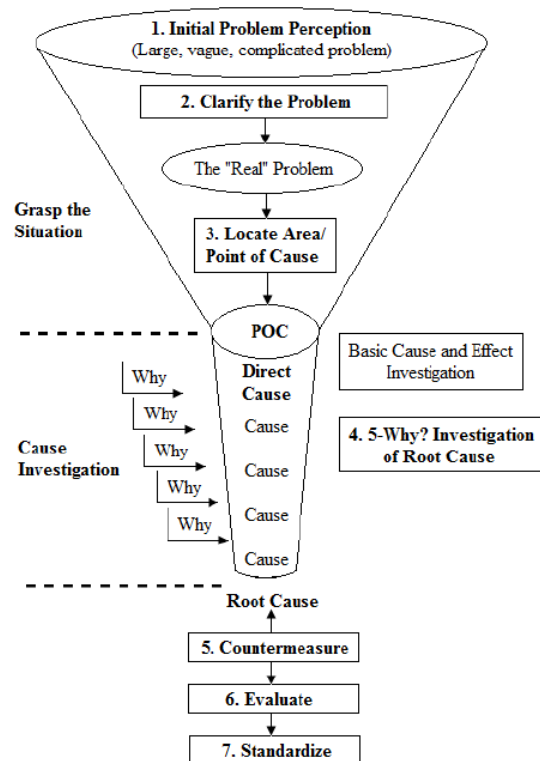 1. Initial Problem Perception
(Large, vague, complicated problem)
2. Clarify the Problem
The "Real" Problem
Grasp the
Situation
3. Locate Area/
Point of Cause
POC
Basic Cause and Effect
Investigation
Direct
Cause
Why
Why
Why
Why
Why
Cause
Cause
Cause
Cause
4. 5-Why? Investigation
of Root Cause
Cause
Investigation
Root Cause
5. Countermeasure
6. Evaluate
7. Standardize